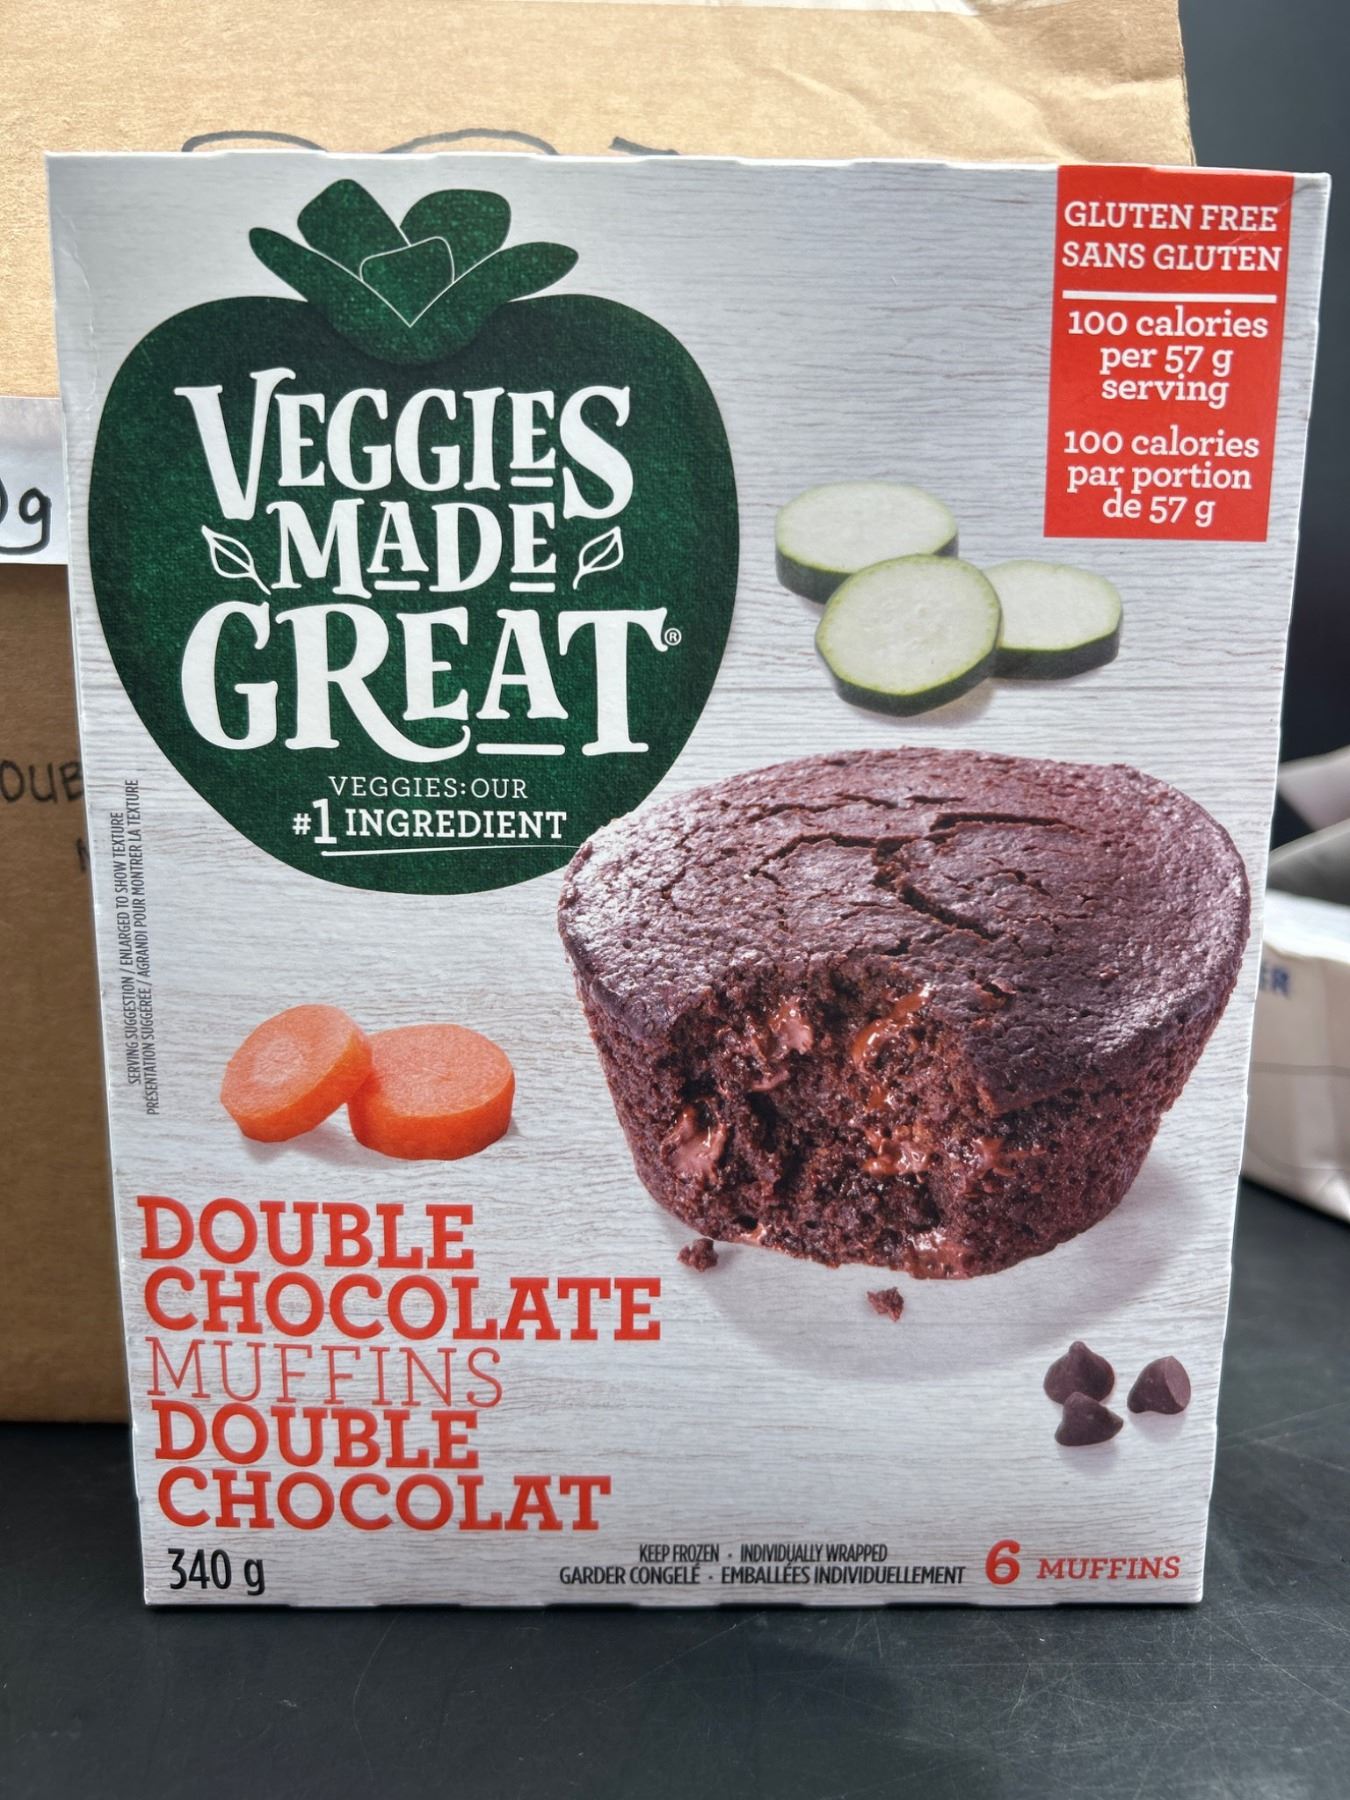 GLUTEN FREE
SANS GLUTEN
100 calories
per 57 g
serving
100 calories
par portion
de 57 g
VEGGIES
MADE
GREAT®
VEGGIES:OUR
#1 INGREDIENT
SERVING SUGGESTION / ENLARGED TO SHOW TEXTURE
PRÉSENTATION SUGGÉRÉE / AGRANDI POUR MONTRER LA TEXTURE
DOUBLE
CHOCOLATE
MUFFINS
DOUBLE
CHOCOLAT
340 g
KEEP FROZEN · INDIVIDUALLY WRAPPED
GARDER CONGELÉ · EMBALLÉES INDIVIDUELLEMENT
6 MUFFINS